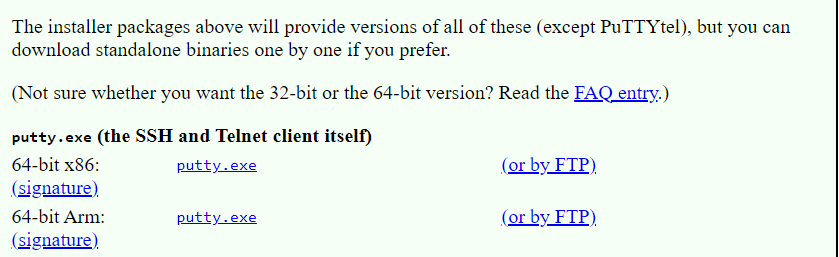 The installer packages above will provide versions of all of these (except PuTTYtel), but you can
download standalone binaries one by one if you prefer.
(Not sure whether you want the 32-bit or the 64-bit version? Read the FAQ entry.)
putty.exe (the SSH and Telnet client itself)
64-bit x86: putty.exe (or by FTP)
(signature)
64-bit Arm: putty.exe (or by FTP)
(signature)